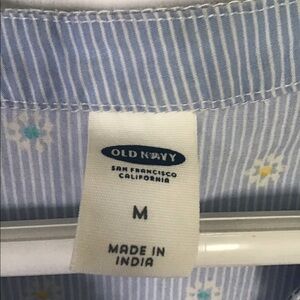 OLD NAVY
SAN FRANCISCO
CALIFORNIA
M
MADE IN
INDIA